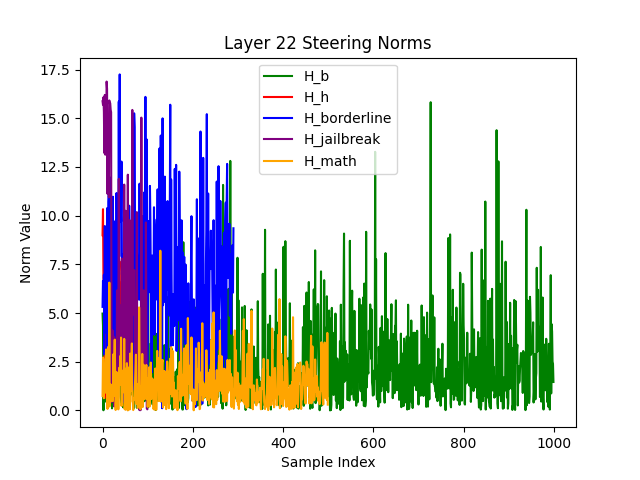 Layer 22 Steering Norms
17.5
15.0
12.5
10.0
7.5
5.0
2.5
0.0
Norm Value
H_b
H_h
H_borderline
H_jailbreak
H_math
0 200 400 600 800 1000
Sample Index